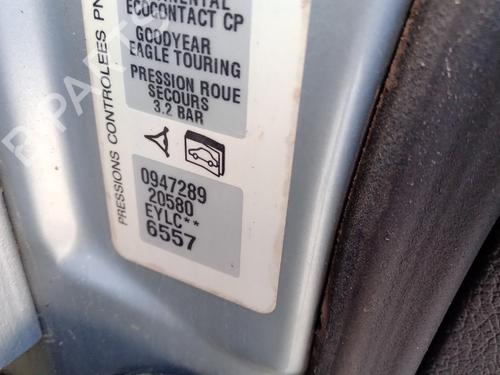 ECOCONTACT CP
GOODYEAR
EAGLE TOURING
PRESSION ROUE
SECOURS
3.2 BAR
PRESSIONS CONTROLEES
0947289
20580
EYLC**
6557